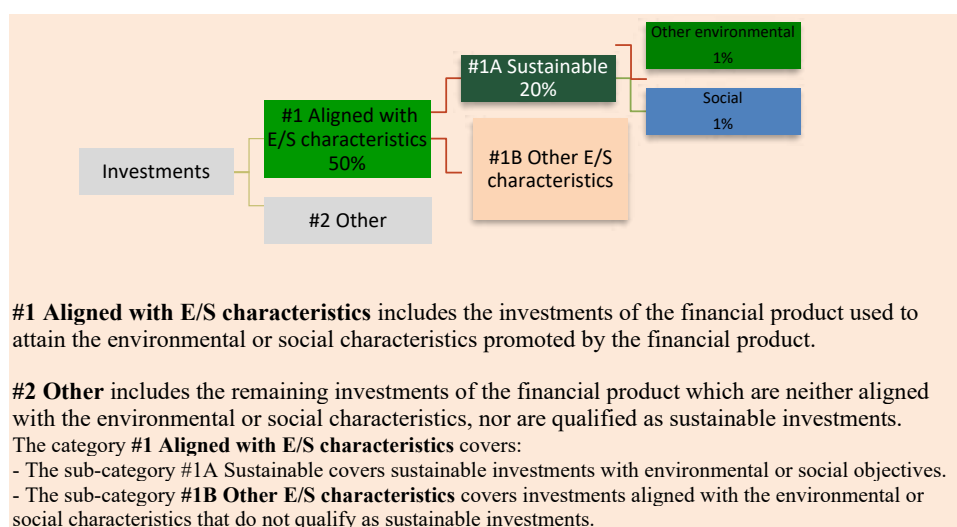 Other environmental
1%
#1A Sustainable
20%
Social
1%
#1 Aligned with
E/S characteristics
50%
#1B Other E/S
characteristics
Investments
#2 Other
#1 Aligned with E/S characteristics includes the investments of the financial product used to
attain the environmental or social characteristics promoted by the financial product.
#2 Other includes the remaining investments of the financial product which are neither aligned
with the environmental or social characteristics, nor are qualified as sustainable investments.
The category #1 Aligned with E/S characteristics covers:
- The sub-category #1A Sustainable covers sustainable investments with environmental or social objectives.
- The sub-category #1B Other E/S characteristics covers investments aligned with the environmental or
social characteristics that do not qualify as sustainable investments.